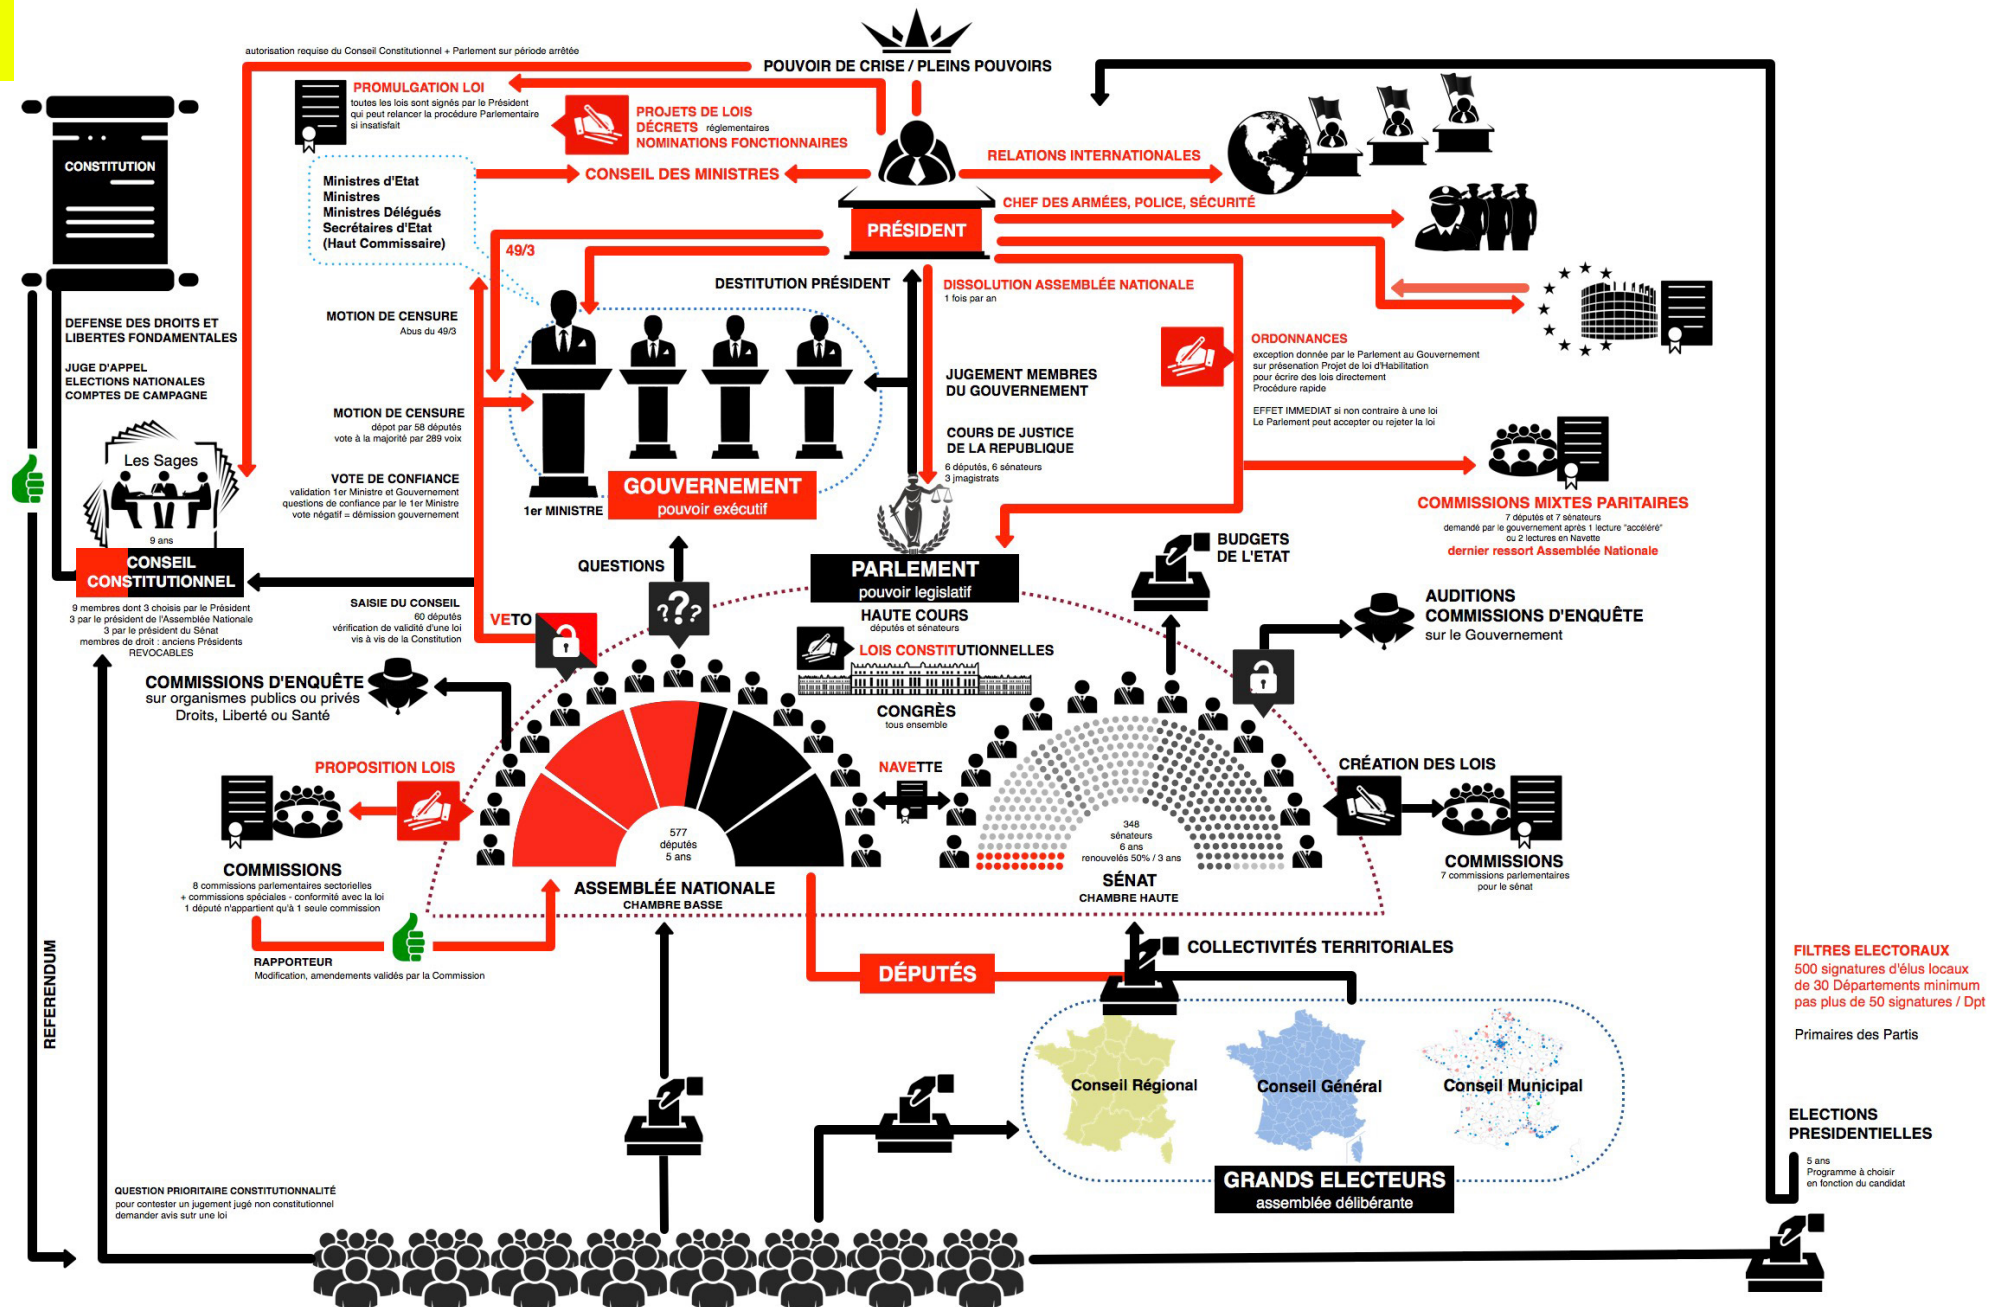 autorisation requise du Conseil Constitutionnel + Parlement sur période arrêtée
POUVOIR DE CRISE / PLEINS POUVOIRS
PROMULGATION LOI
toutes les lois sont signés par le Président
qui peut relancer la procédure Parlementaire
si insatisfait
PROJETS DE LOIS
DÉCRETS réglementaires
NOMINATIONS FONCTIONNAIRES
CONSTITUTION
CONSEIL DES MINISTRES
RELATIONS INTERNATIONALES
Ministres d'Etat
Ministres
Ministres Délégués
Secrétaires d'Etat
(Haut Commissaire)
CHEF DES ARMÉES, POLICE, SÉCURITÉ
PRÉSIDENT
49/3
DESTITUTION PRÉSIDENT
DISSOLUTION ASSEMBLÉE NATIONALE
1 fois par an
DEFENSE DES DROITS ET
LIBERTES FONDAMENTALES
JUGE D'APPEL
ELECTIONS NATIONALES
COMPTES DE CAMPAGNE
MOTION DE CENSURE
Abus du 49/3
ORDONNANCES
exception donnée par le Parlement au Gouvernement
sur présenation Projet de loi d'Habilitation
pour écrire des lois directement
Procédure rapide
EFFET IMMEDIAT si non contraire à une loi
Le Parlement peut accepter ou rejeter la loi
JUGEMENT MEMBRES
DU GOUVERNEMENT
MOTION DE CENSURE
dépot par 58 députés
vote à la majorité par 289 voix
COURS DE JUSTICE
DE LA REPUBLIQUE
6 députés, 6 sénateurs
3 jmagistrats
Les Sages
9 ans
VOTE DE CONFIANCE
validation 1er Ministre et Gouvernement
questions de confiance par le 1er Ministre
vote négatif = démission gouvernement
GOUVERNEMENT
pouvoir exécutif
1er MINISTRE
COMMISSIONS MIXTES PARITAIRES
7 députés et 7 sénateurs
demandé par le gouvernement après 1 lecture "accéléré"
ou 2 lectures en Navette
dernier ressort Assemblée Nationale
CONSEIL
CONSTITUTIONNEL
9 membres dont 3 choisis par le Président
3 par le président de l'Assemblée Nationale
3 par le président du Sénat
membres de droit : anciens Présidents
REVOCABLES
QUESTIONS
???
PARLEMENT
pouvoir legislatif
HAUTE COURS
députés et sénateurs
BUDGETS
DE L'ETAT
SAISIE DU CONSEIL
60 députés
vérification de validité d'une loi
vis à vis de la Constitution
VETO
AUDITIONS
COMMISSIONS D'ENQUÊTE
sur le Gouvernement
LOIS CONSTITUTIONNELLES
CONGRÈS
tous ensemble
COMMISSIONS D'ENQUÊTE
sur organismes publics ou privés
Droits, Liberté ou Santé
PROPOSITION LOIS
NAVETTE
CRÉATION DES LOIS
577
députés
5 ans
348
sénateurs
6 ans
renouvelés 50% / 3 ans
COMMISSIONS
8 commissions parlementaires sectorielles
+ commissions spéciales - conformité avec la loi
1 député n'appartient qu'à 1 seule commission
COMMISSIONS
7 commissions parlementaires
pour le sénat
ASSEMBLÉE NATIONALE
CHAMBRE BASSE
SÉNAT
CHAMBRE HAUTE
RAPPORTEUR
Modification, amendements validés par la Commission
DÉPUTÉS
COLLECTIVITÉS TERRITORIALES
FILTRES ELECTORAUX
500 signatures d'élus locaux
de 30 Départements minimum
pas plus de 50 signatures / Dpt
Primaires des Partis
REFERENDUM
Conseil Régional
Conseil Général
Conseil Municipal
ELECTIONS
PRESIDENTIELLES
5 ans
Programme à choisir
en fonction du candidat
GRANDS ELECTEURS
assemblée délibérante
QUESTION PRIORITAIRE CONSTITUTIONNALITÉ
pour contester un jugement jugé non constitutionnel
demander avis sutr une loi